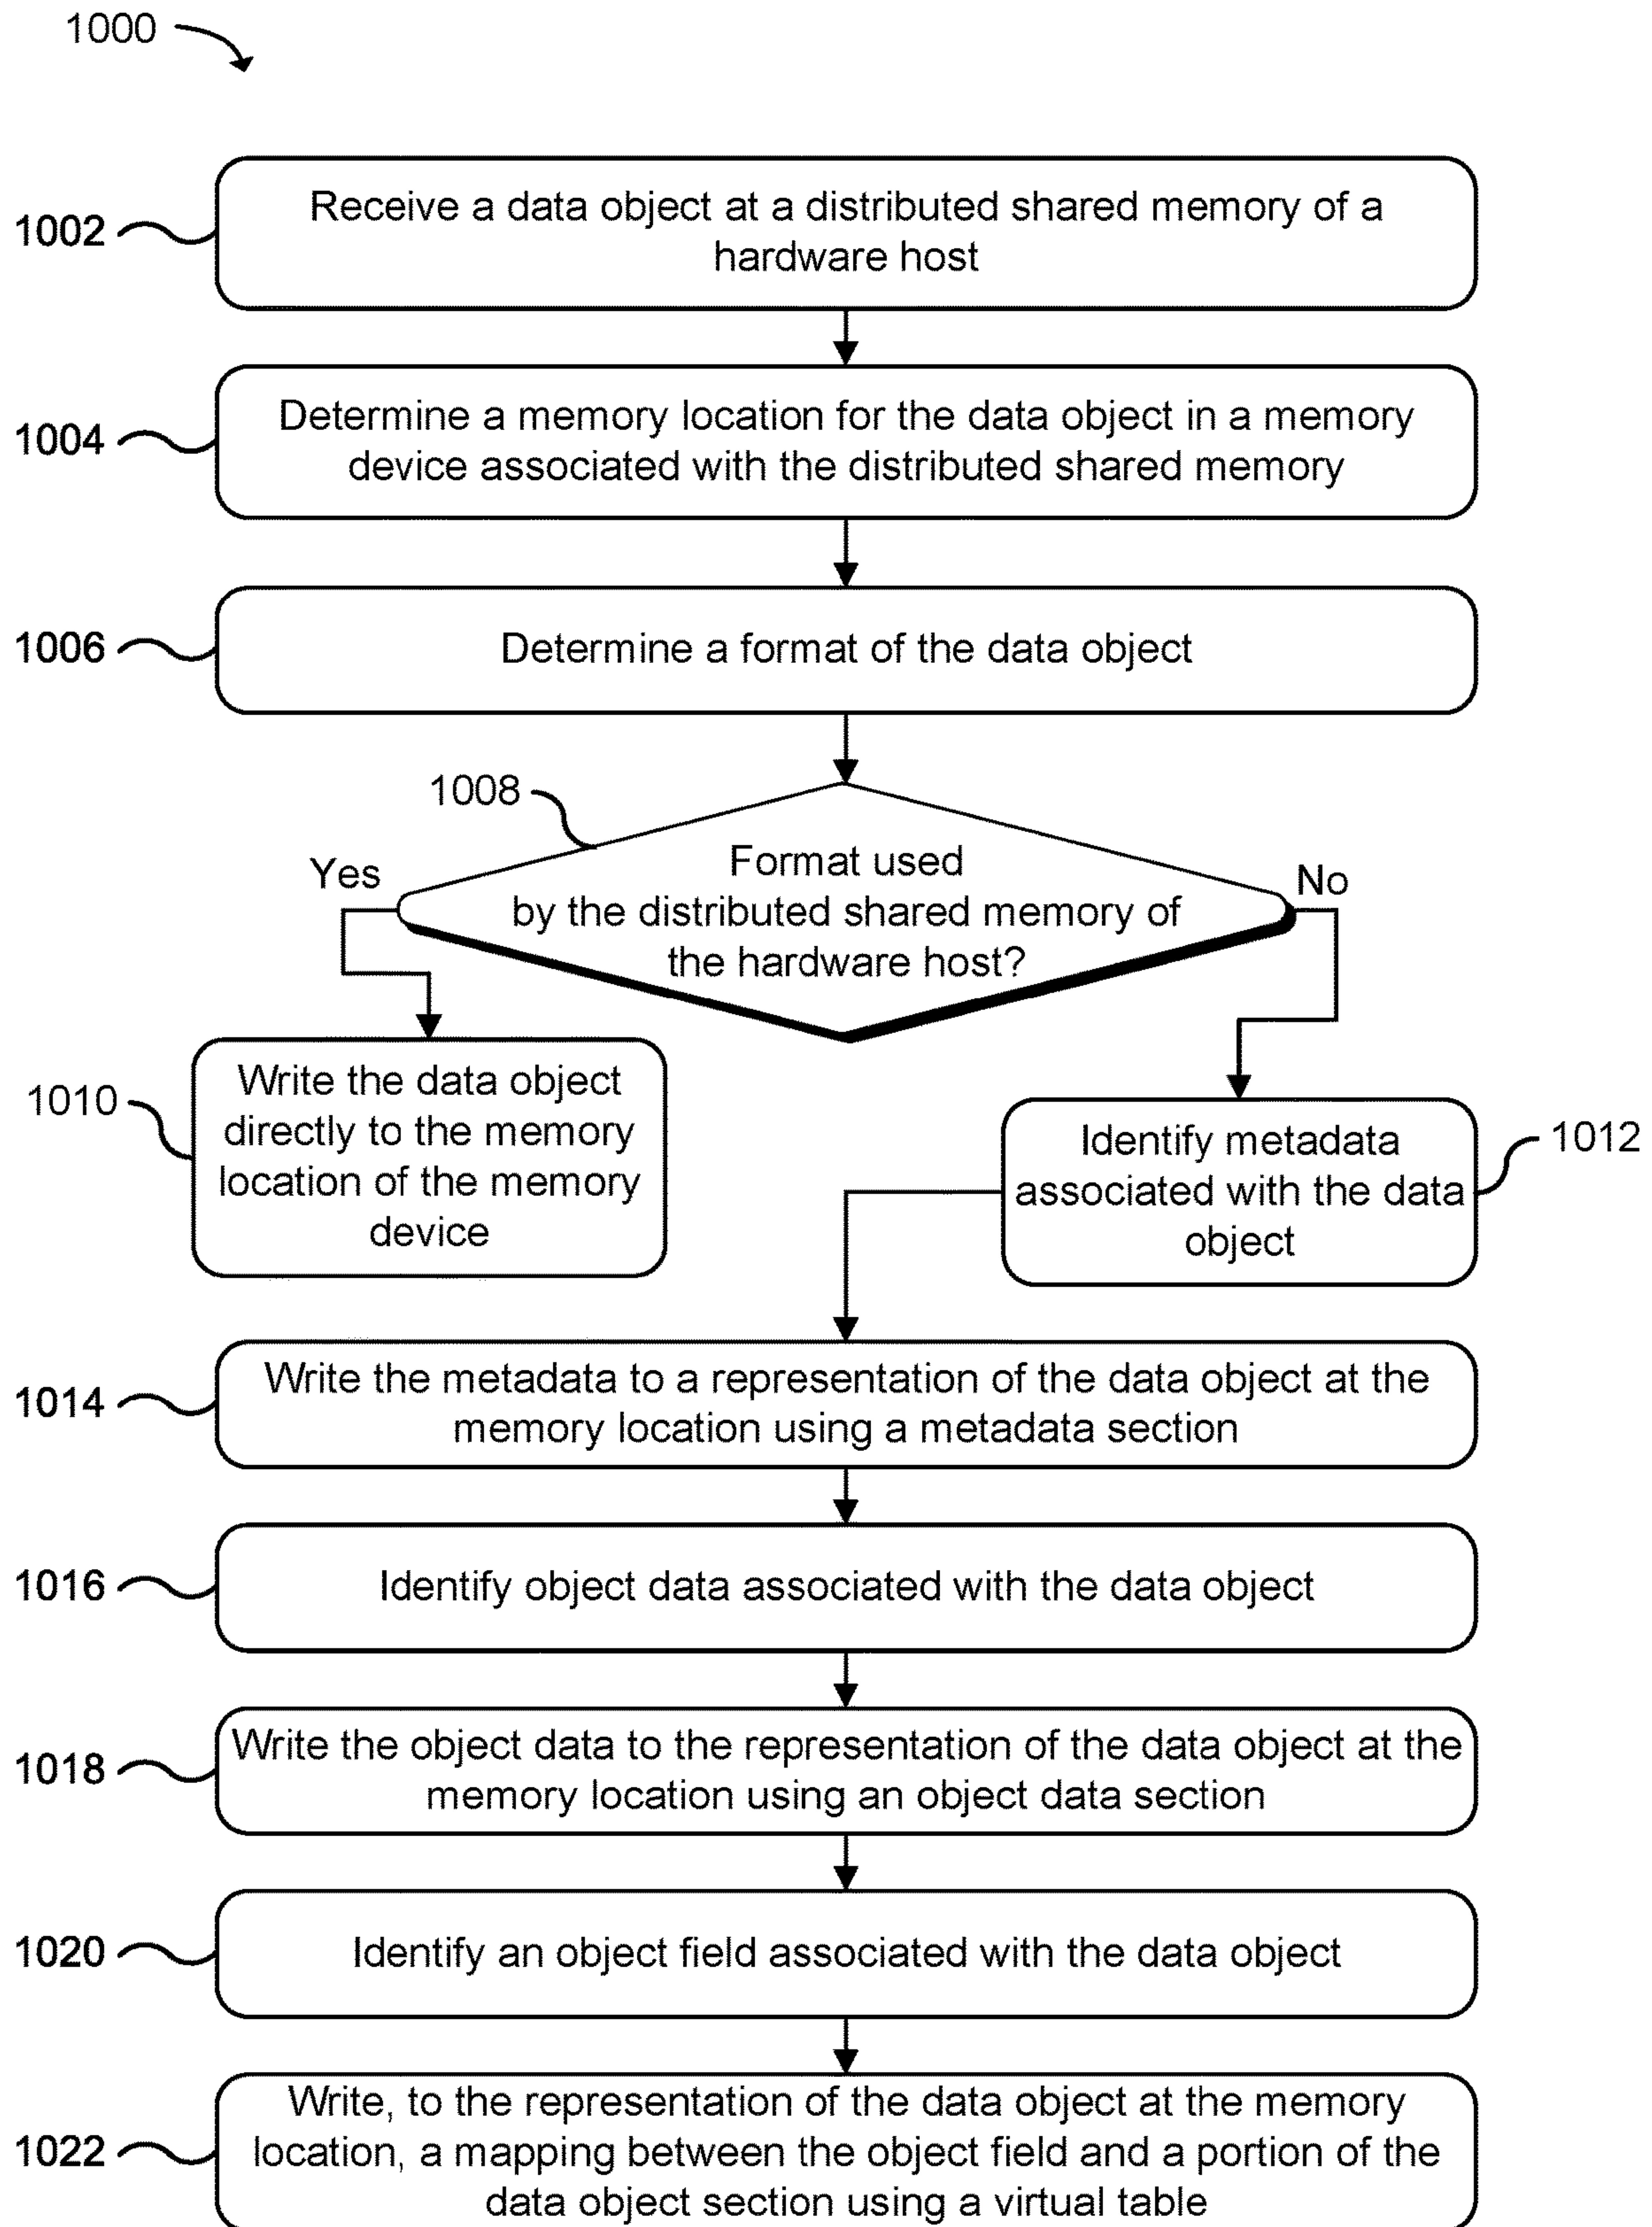 1000
1002
Receive a data object at a distributed shared memory of a
hardware host
1004
Determine a memory location for the data object in a memory
device associated with the distributed shared memory
1006
Determine a format of the data object
1008
Yes
Format used
by the distributed shared memory of
the hardware host?
No
1010
Write the data object
directly to the memory
location of the memory
device
1012
Identify metadata
associated with the data
object
1014
Write the metadata to a representation of the data object at the
memory location using a metadata section
1016
Identify object data associated with the data object
1018
Write the object data to the representation of the data object at the
memory location using an object data section
1020
Identify an object field associated with the data object
1022
Write, to the representation of the data object at the memory
location, a mapping between the object field and a portion of the
data object section using a virtual table